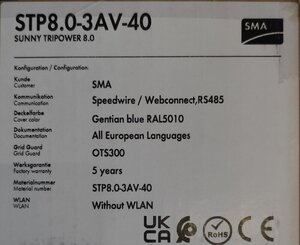 STP8.0-3AV-40
SUNNY TRIPOWER 8.0
SMA
Konfiguration / Configuration:
Kunde
Customer
SMA
Kommunikation
Communication
Speedwire / Webconnect,RS485
Deckelfarbe
Cover color
Gentian blue RAL5010
Dokumentation
Documentation
All European Languages
Grid Guard
Grid Guard
OTS300
Werksgarantie
Factory warranty
5 years
Materialnummer
Material number
STP8.0-3AV-40
WLAN
WLAN
Without WLAN
UK
CA
RoHS